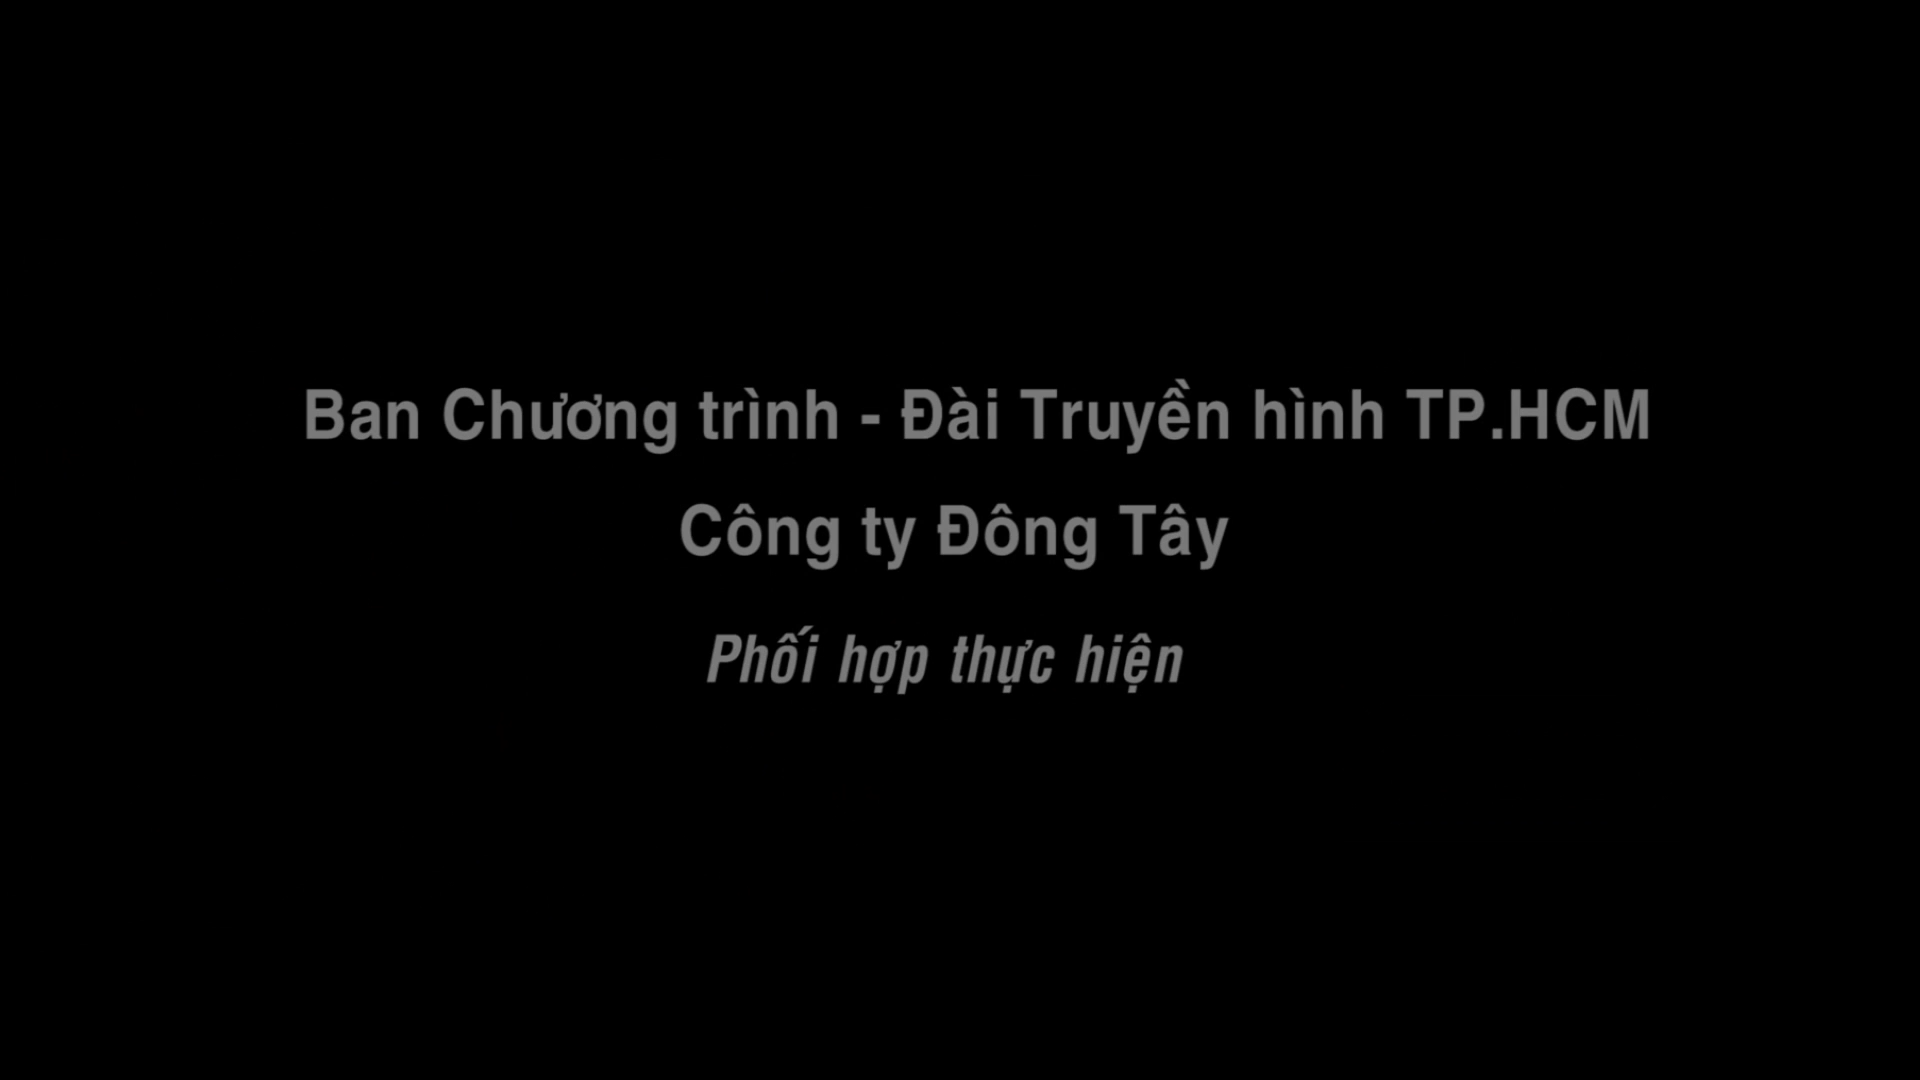 Ban Chương trình - Đài Truyền hình TP.HCM
Công ty Đông Tây
Phối hợp thực hiện